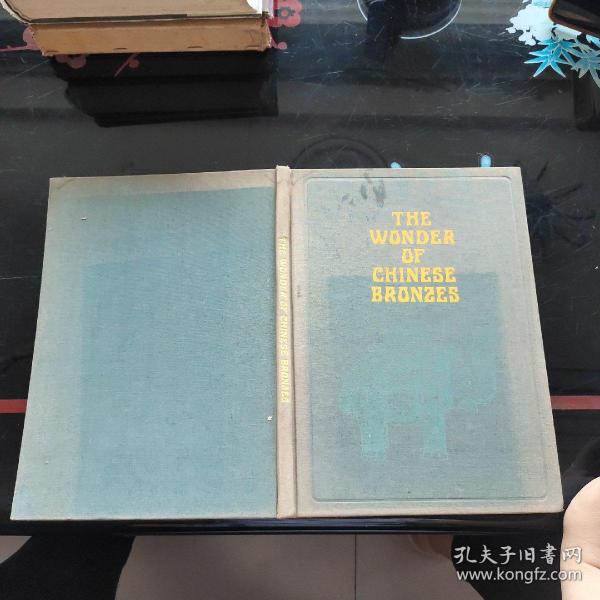 THE
WONDER
OF
CHINESE
BRONZES
THE WONDER OF CHINESE BRONZES
孔夫子旧书网
www.kongfz.com